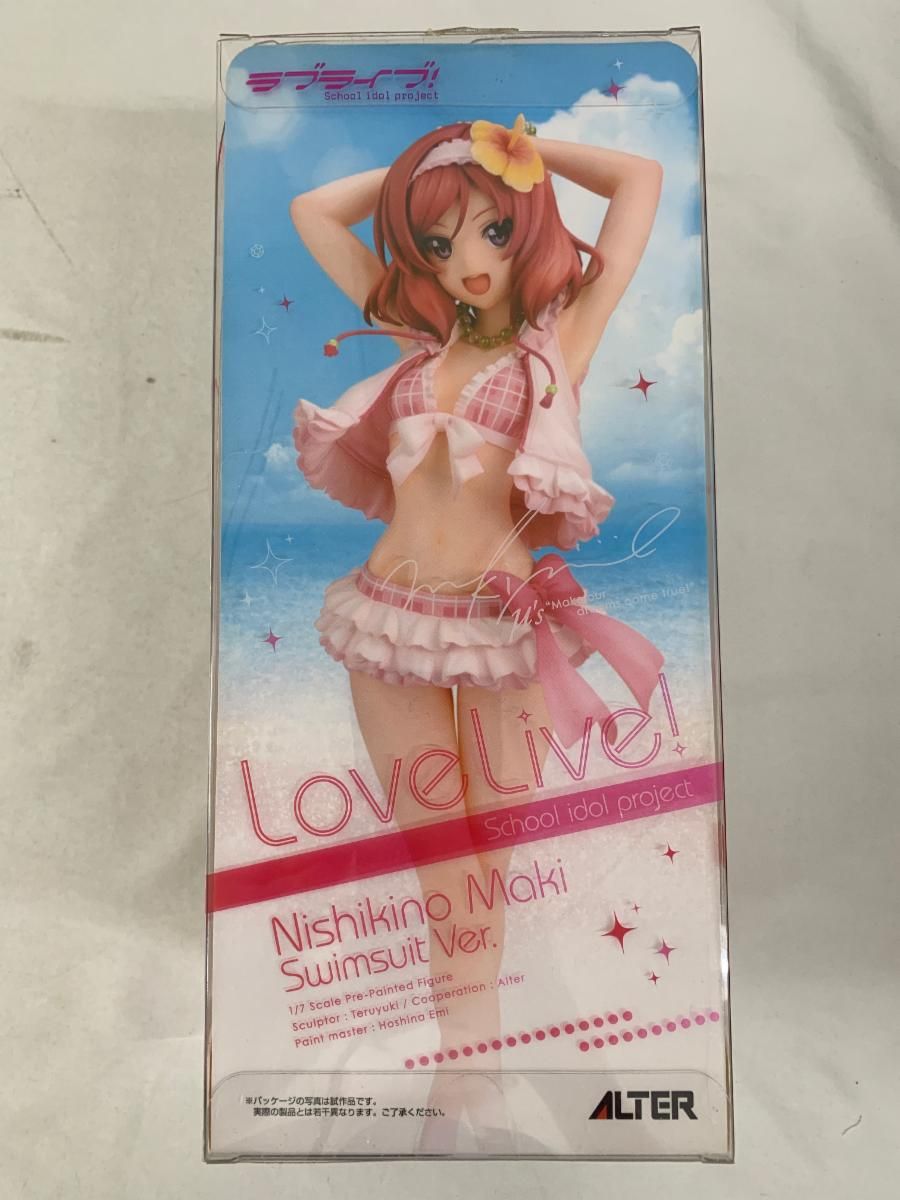 ラブライブ!
School idol project
μ's "Make our
dreams come true!"
LoveLive!
School idol project
Nishikino Maki
Swimsuit Ver.
1/7 Scale Pre-Painted Figure
Sculptor : Teruyuki / Cooperation : Alter
Paint master : Hoshina Emi
※パッケージの写真は試作品です。
実際の製品とは若干異なります。ご了承ください。
ALTER